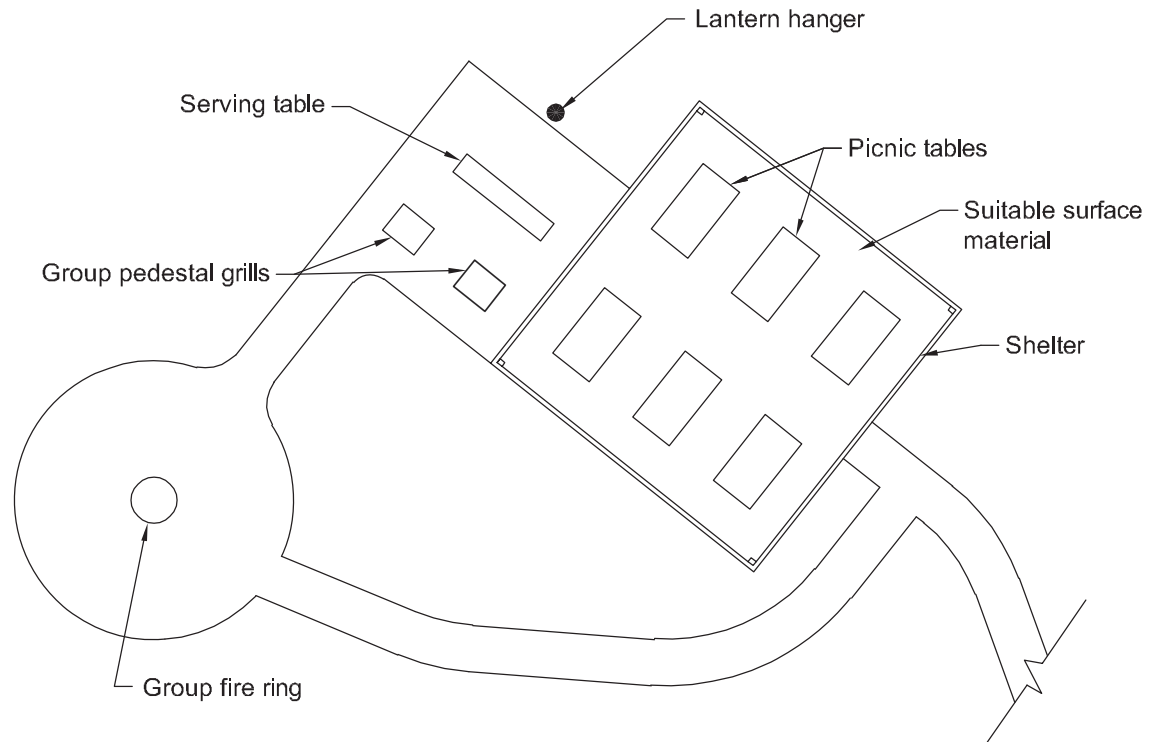 Lantern hanger
Serving table
Picnic tables
Suitable surface
material
Group pedestal grills
Shelter
Group fire ring